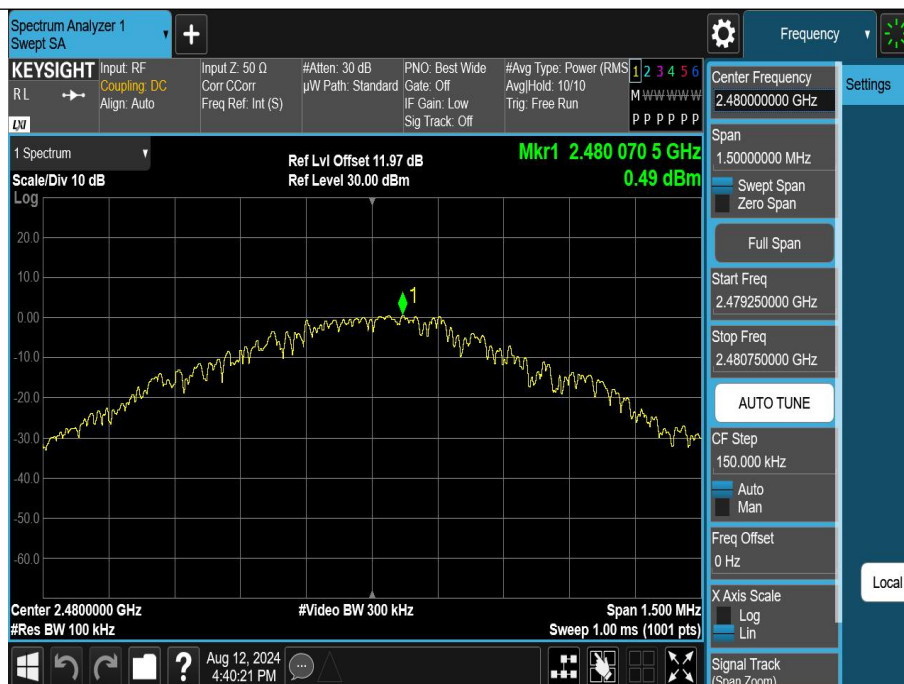 Spectrum Analyzer 1
Swept SA
+
Frequency
KEYSIGHT
RL
LXI
Input: RF
Coupling: DC
Align: Auto
Input Z: 50 Ω
Corr CCorr
Freq Ref: Int (S)
#Atten: 30 dB
µW Path: Standard
PNO: Best Wide
Gate: Off
IF Gain: Low
Sig Track: Off
#Avg Type: Power (RMS
Avg|Hold: 10/10
Trig: Free Run
1 2 3 4 5 6
M W W W W W
P P P P P P
Center Frequency
2.480000000 GHz
Settings
Span
1.50000000 MHz
Swept Span
Zero Span
Full Span
Start Freq
2.479250000 GHz
Stop Freq
2.480750000 GHz
AUTO TUNE
CF Step
150.000 kHz
Auto
Man
Freq Offset
0 Hz
X Axis Scale
Log
Lin
Signal Track
(Span Zoom)
Local
1 Spectrum
Scale/Div 10 dB
Log
Ref Lvl Offset 11.97 dB
Ref Level 30.00 dBm
Mkr1 2.480 070 5 GHz
0.49 dBm
20.0
10.0
0.00
-10.0
-20.0
-30.0
-40.0
-50.0
-60.0
1
Center 2.4800000 GHz
#Res BW 100 kHz
#Video BW 300 kHz
Span 1.500 MHz
Sweep 1.00 ms (1001 pts)
?
Aug 12, 2024
4:40:21 PM